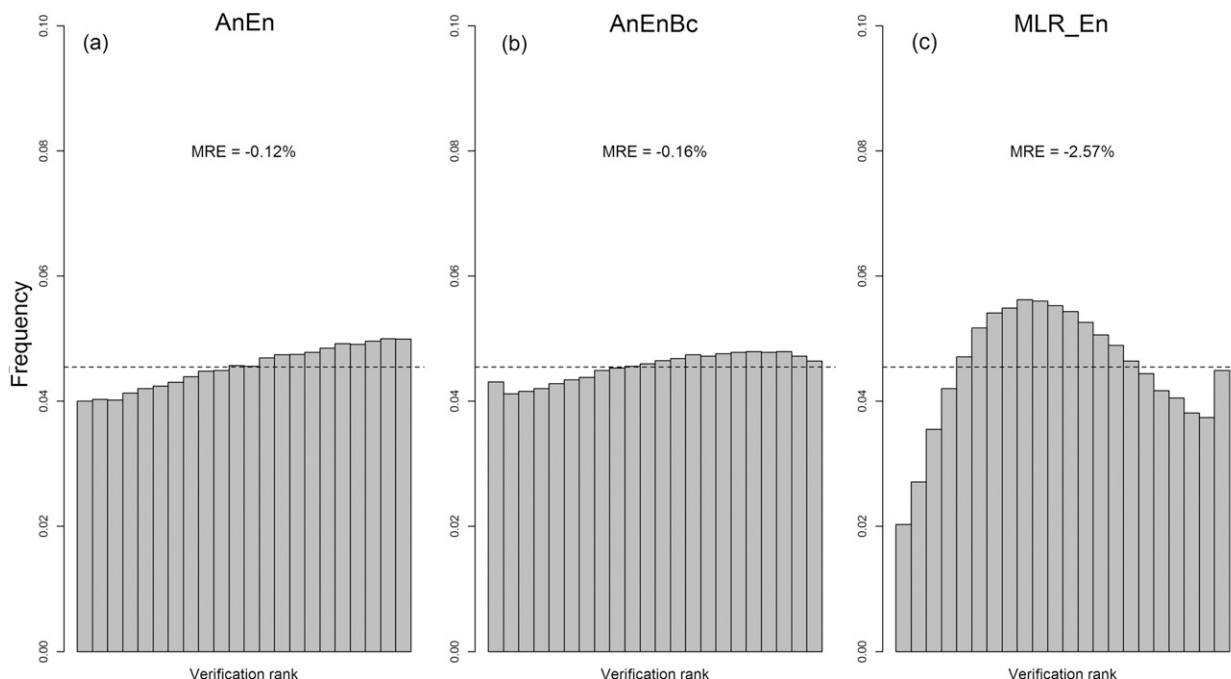 AnEn
(a)
MRE = -0.12%
Frequency
0.00
0.02
0.04
0.06
0.08
0.10
Verification rank
AnEnBc
(b)
MRE = -0.16%
0.00
0.02
0.04
0.06
0.08
0.10
Verification rank
MLR_En
(c)
MRE = -2.57%
0.00
0.02
0.04
0.06
0.08
0.10
Verification rank